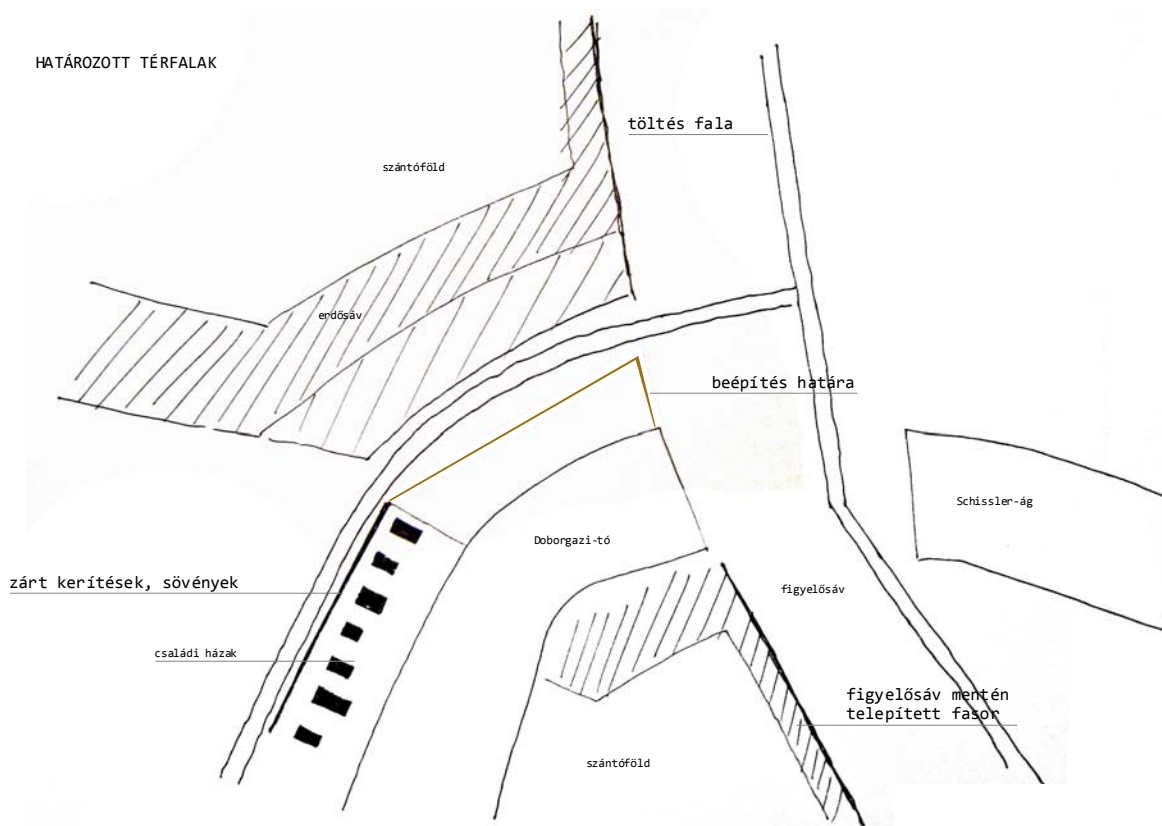 HATÁROZOTT TÉRFALAK
töltés fala
szántóföld
erdősáv
beépítés határa
Schissler-ág
Doborgazi-tó
zárt kerítések, sövények
figyelősáv
családi házak
figyelősáv mentén
telepített fasor
szántóföld